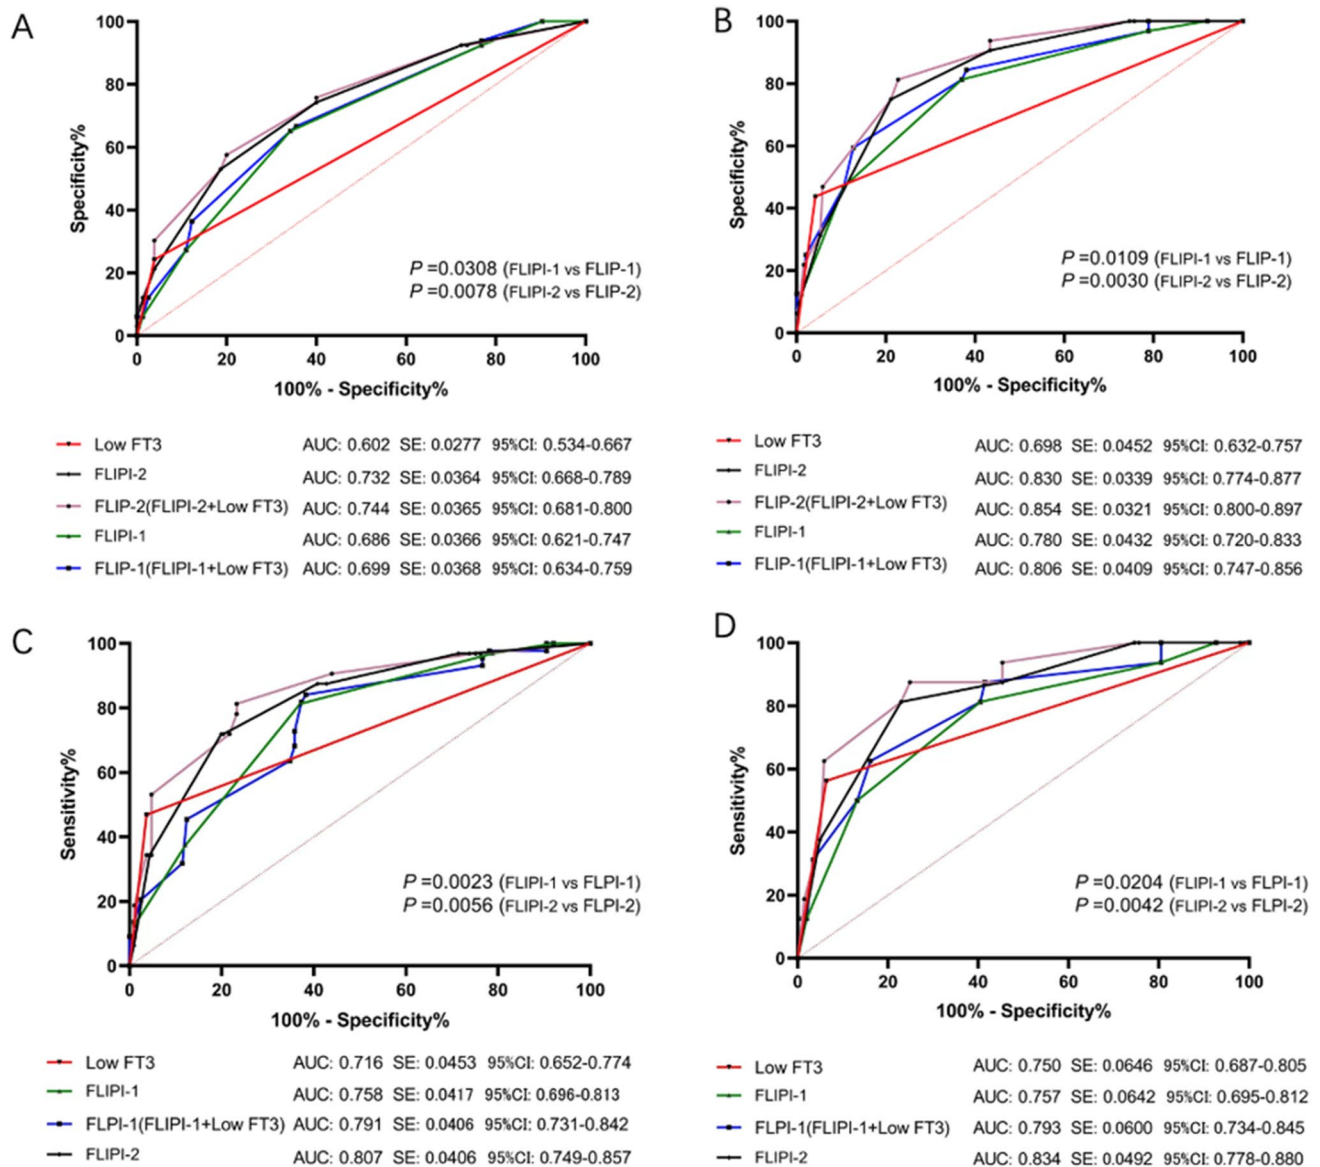 A
100
80
60
40
20
0
Specificity%
0 20 40 60 80 100
100% - Specificity%
P =0.0308 (FLIPI-1 vs FLIP-1)
P =0.0078 (FLIPI-2 vs FLIP-2)
Low FT3 AUC: 0.602 SE: 0.0277 95%CI: 0.534-0.667
FLIPI-2 AUC: 0.732 SE: 0.0364 95%CI: 0.668-0.789
FLIP-2(FLIPI-2+Low FT3) AUC: 0.744 SE: 0.0365 95%CI: 0.681-0.800
FLIPI-1 AUC: 0.686 SE: 0.0366 95%CI: 0.621-0.747
FLIP-1(FLIPI-1+Low FT3) AUC: 0.699 SE: 0.0368 95%CI: 0.634-0.759
B
100
80
60
40
20
0
Specificity%
0 20 40 60 80 100
100% - Specificity%
P =0.0109 (FLIPI-1 vs FLIP-1)
P =0.0030 (FLIPI-2 vs FLIP-2)
Low FT3 AUC: 0.698 SE: 0.0452 95%CI: 0.632-0.757
FLIPI-2 AUC: 0.830 SE: 0.0339 95%CI: 0.774-0.877
FLIP-2(FLIPI-2+Low FT3) AUC: 0.854 SE: 0.0321 95%CI: 0.800-0.897
FLIPI-1 AUC: 0.780 SE: 0.0432 95%CI: 0.720-0.833
FLIP-1(FLIPI-1+Low FT3) AUC: 0.806 SE: 0.0409 95%CI: 0.747-0.856
C
100
80
60
40
20
0
Sensitivity%
0 20 40 60 80 100
100% - Specificity%
P =0.0023 (FLIPI-1 vs FLPI-1)
P =0.0056 (FLIPI-2 vs FLPI-2)
Low FT3 AUC: 0.716 SE: 0.0453 95%CI: 0.652-0.774
FLIPI-1 AUC: 0.758 SE: 0.0417 95%CI: 0.696-0.813
FLPI-1(FLIPI-1+Low FT3) AUC: 0.791 SE: 0.0406 95%CI: 0.731-0.842
FLIPI-2 AUC: 0.807 SE: 0.0406 95%CI: 0.749-0.857
D
100
80
60
40
20
0
Sensitivity%
0 20 40 60 80 100
100% - Specificity%
P =0.0204 (FLIPI-1 vs FLPI-1)
P =0.0042 (FLIPI-2 vs FLPI-2)
Low FT3 AUC: 0.750 SE: 0.0646 95%CI: 0.687-0.805
FLIPI-1 AUC: 0.757 SE: 0.0642 95%CI: 0.695-0.812
FLPI-1(FLIPI-1+Low FT3) AUC: 0.793 SE: 0.0600 95%CI: 0.734-0.845
FLIPI-2 AUC: 0.834 SE: 0.0492 95%CI: 0.778-0.880